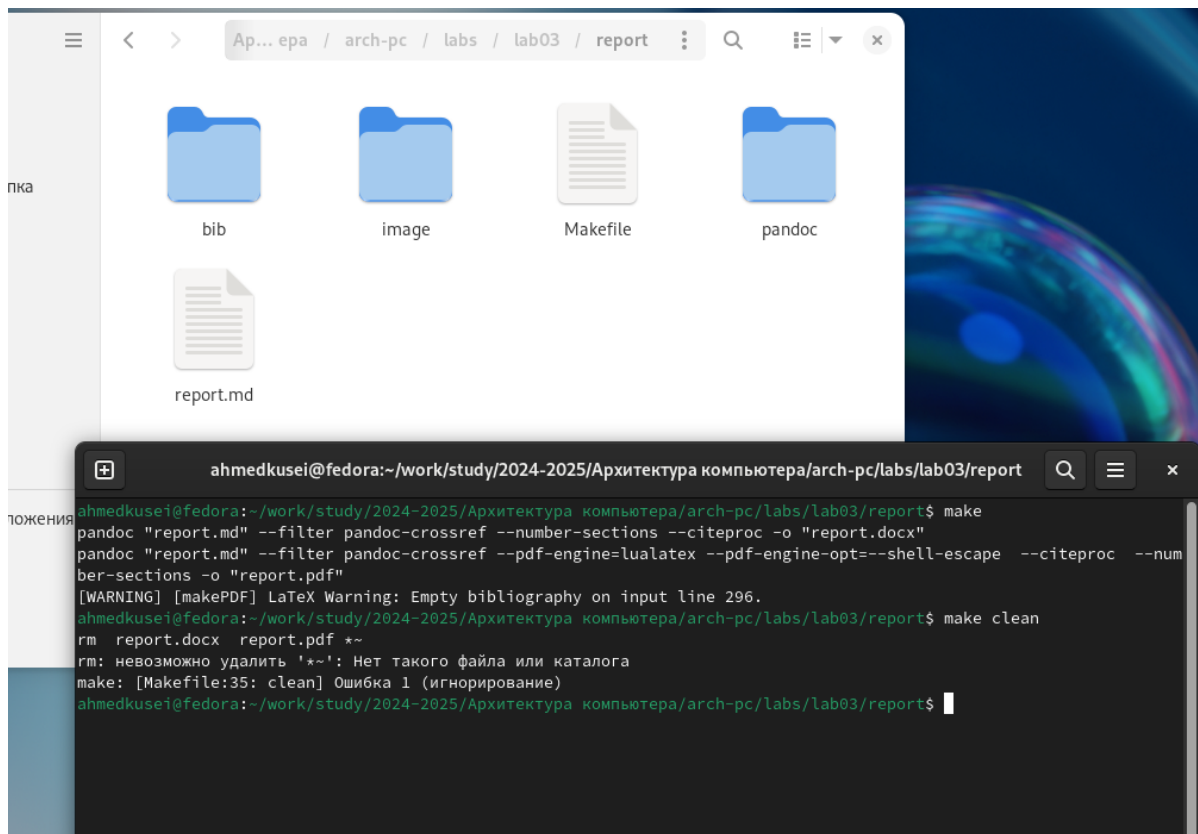 Ap... ера / arch-pc / labs / lab03 / report
пка
bib
image
Makefile
pandoc
report.md
ложения
ahmedkusei@fedora:~/work/study/2024-2025/Архитектура компьютера/arch-pc/labs/lab03/report
ahmedkusei@fedora:~/work/study/2024-2025/Архитектура компьютера/arch-pc/labs/lab03/report$ make
pandoc "report.md" --filter pandoc-crossref --number-sections --citeproc -o "report.docx"
pandoc "report.md" --filter pandoc-crossref --pdf-engine=lualatex --pdf-engine-opt=--shell-escape  --citeproc  --num
ber-sections -o "report.pdf"
[WARNING] [makePDF] LaTeX Warning: Empty bibliography on input line 296.
ahmedkusei@fedora:~/work/study/2024-2025/Архитектура компьютера/arch-pc/labs/lab03/report$ make clean
rm  report.docx  report.pdf *~
rm: невозможно удалить '*~': Нет такого файла или каталога
make: [Makefile:35: clean] Ошибка 1 (игнорирование)
ahmedkusei@fedora:~/work/study/2024-2025/Архитектура компьютера/arch-pc/labs/lab03/report$